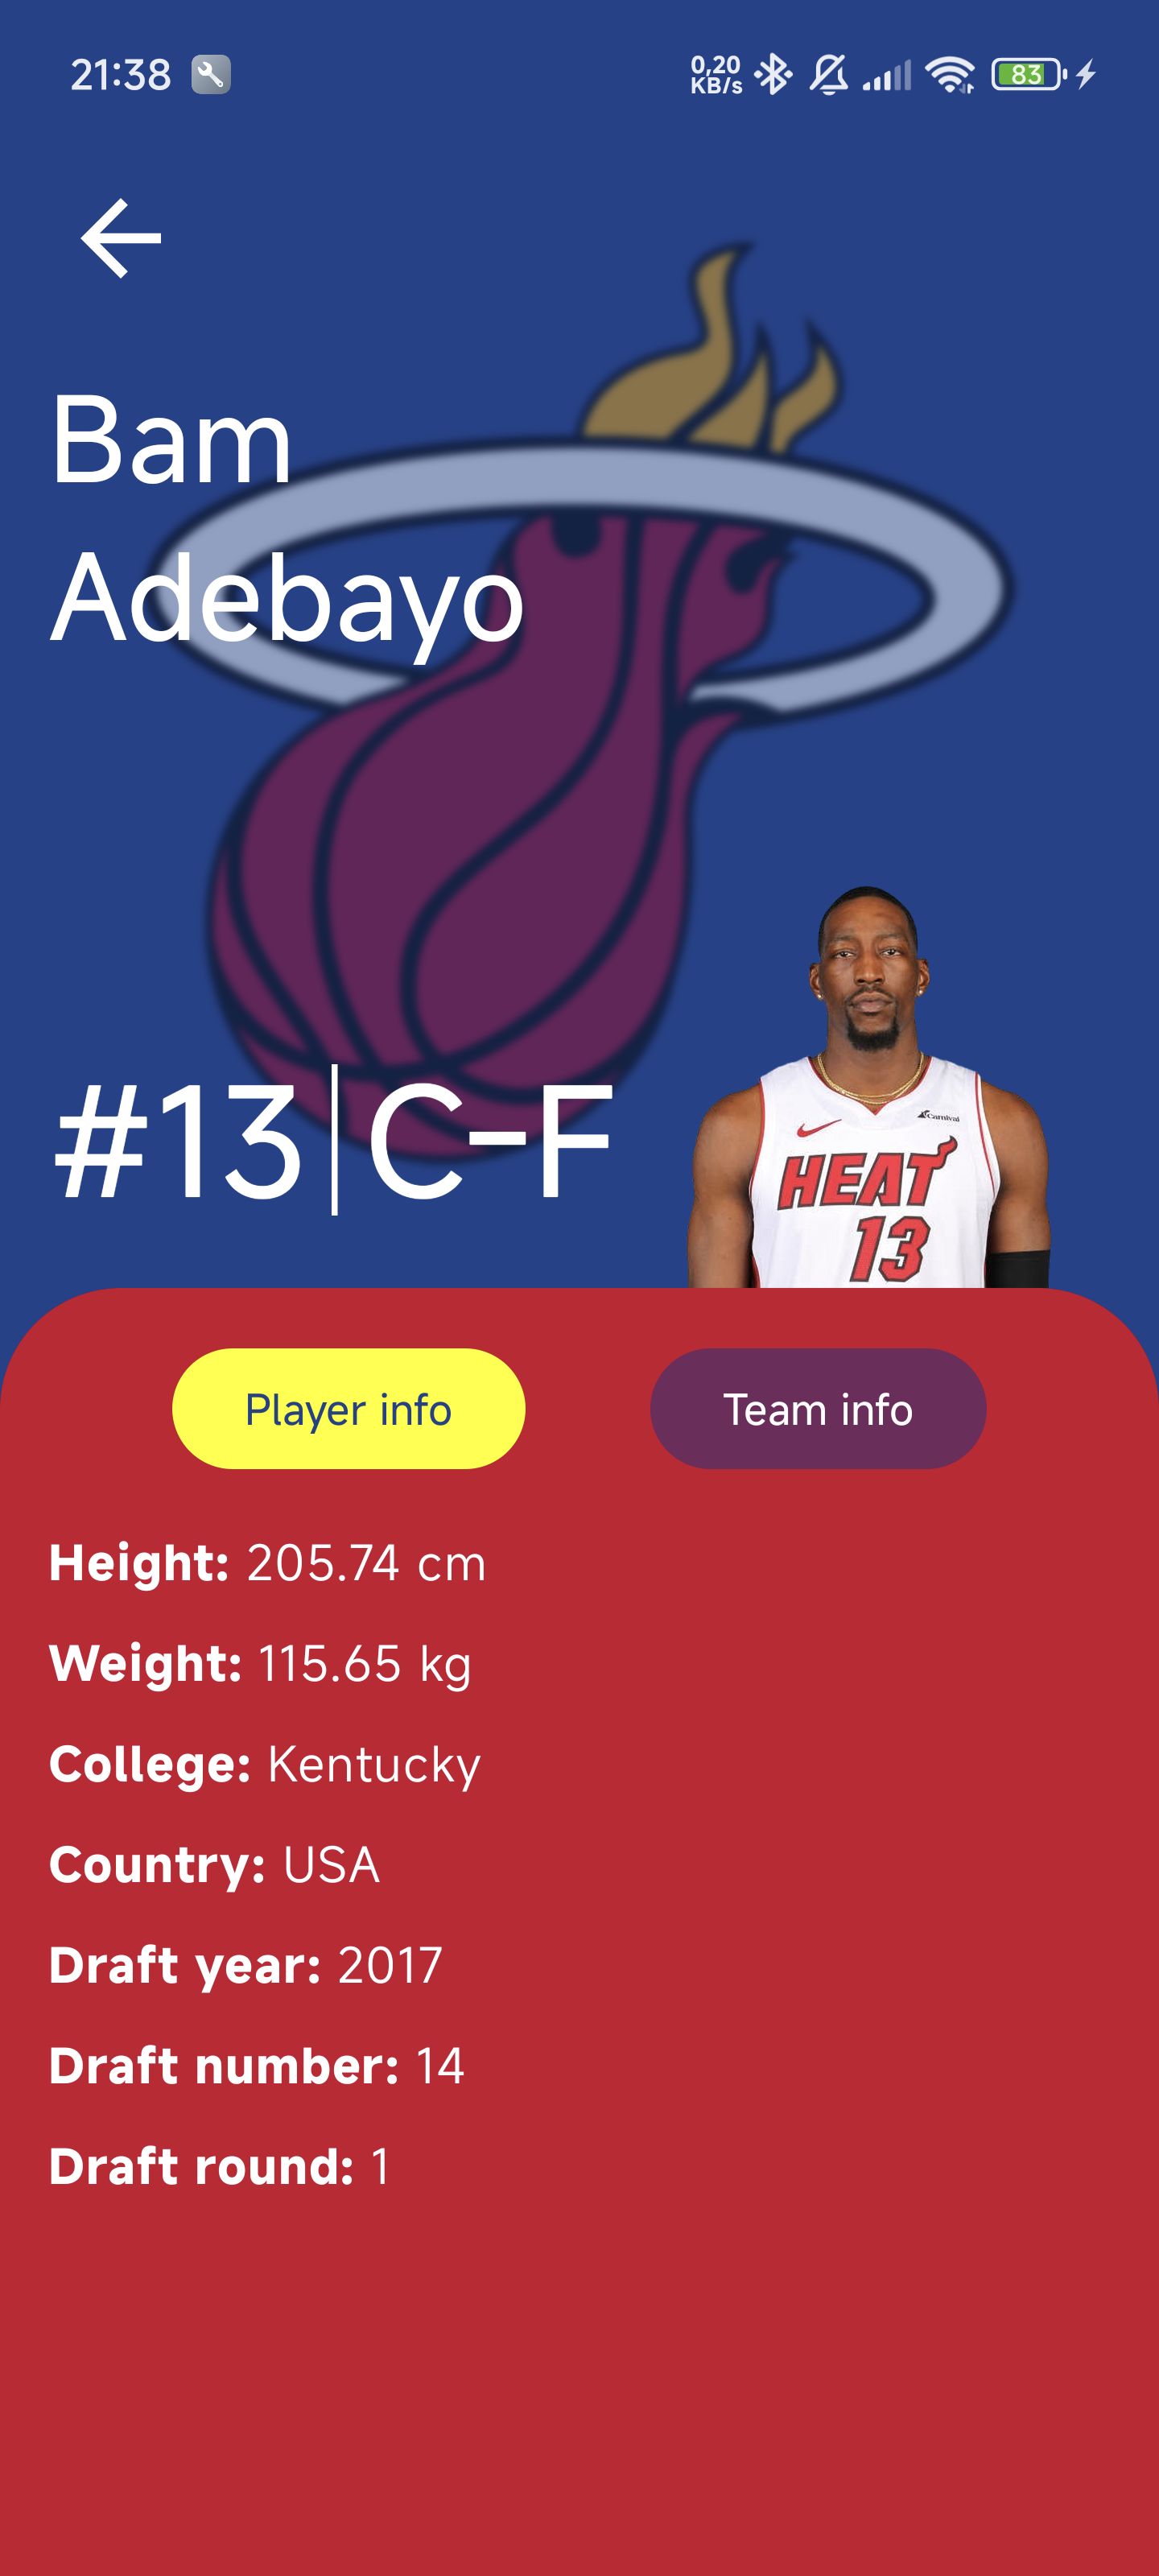 21:38
0,20
KB/s
83
Bam
Adebayo
#13|C-F
Carnival
HEAT
13
Player info
Team info
Height: 205.74 cm
Weight: 115.65 kg
College: Kentucky
Country: USA
Draft year: 2017
Draft number: 14
Draft round: 1